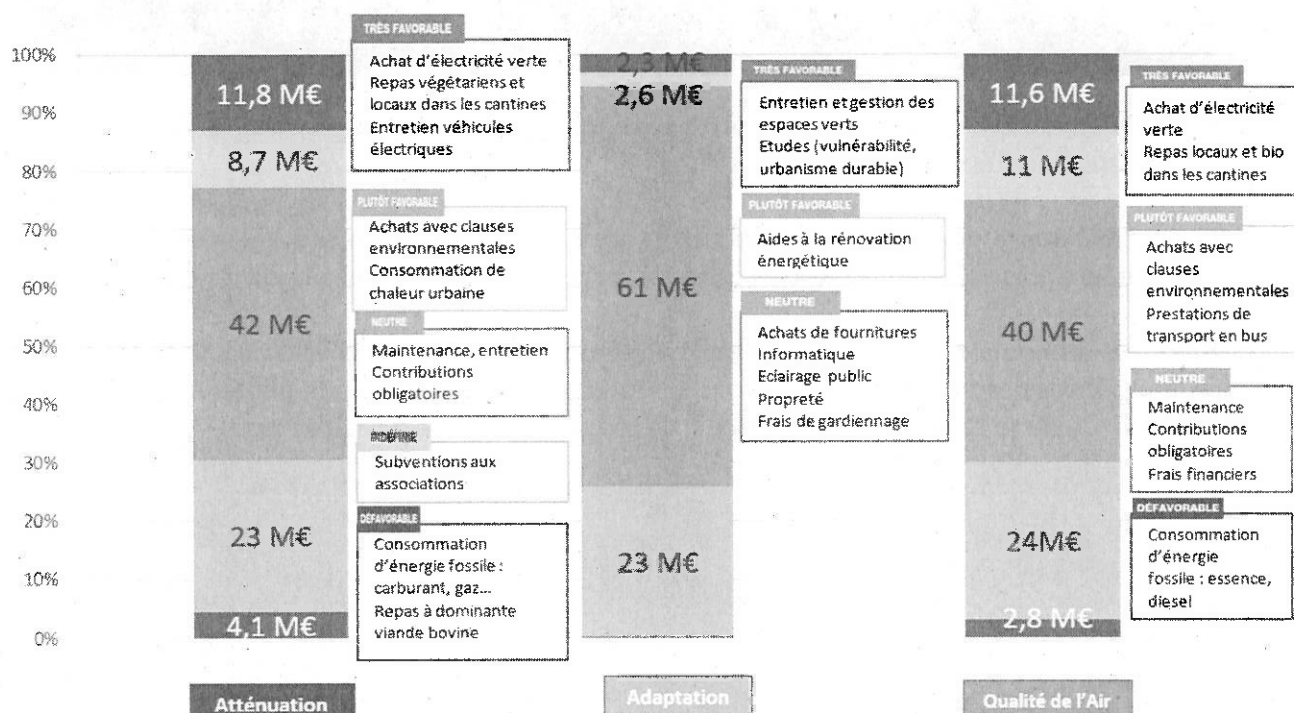 100%
90%
80%
70%
60%
50%
40%
30%
20%
10%
0%
11,8 M€
8,7 M€
42 M€
23 M€
4,1 M€
Atténuation
TRÈS FAVORABLE
Achat d'électricité verte
Repas végétariens et
locaux dans les cantines
Entretien véhicules
électriques
PLUTÔT FAVORABLE
Achats avec clauses
environnementales
Consommation de
chaleur urbaine
NEUTRE
Maintenance, entretien
Contributions
obligatoires
INDÉFINIE
Subventions aux
associations
DÉFAVORABLE
Consommation
d'énergie fossile :
carburant, gaz...
Repas à dominante
viande bovine
2,3 M€
2,6 M€
61 M€
23 M€
Adaptation
TRÈS FAVORABLE
Entretien et gestion des
espaces verts
Etudes (vulnérabilité,
urbanisme durable)
PLUTÔT FAVORABLE
Aides à la rénovation
énergétique
NEUTRE
Achats de fournitures
Informatique
Eclairage public
Propreté
Frais de gardiennage
11,6 M€
11 M€
40 M€
24M€
2,8 M€
Qualité de l'Air
TRÈS FAVORABLE
Achat d'électricité
verte
Repas locaux et bio
dans les cantines
PLUTÔT FAVORABLE
Achats avec
clauses
environnementales
Prestations de
transport en bus
NEUTRE
Maintenance
Contributions
obligatoires
Frais financiers
DÉFAVORABLE
Consommation
d'énergie
fossile : essence,
diesel